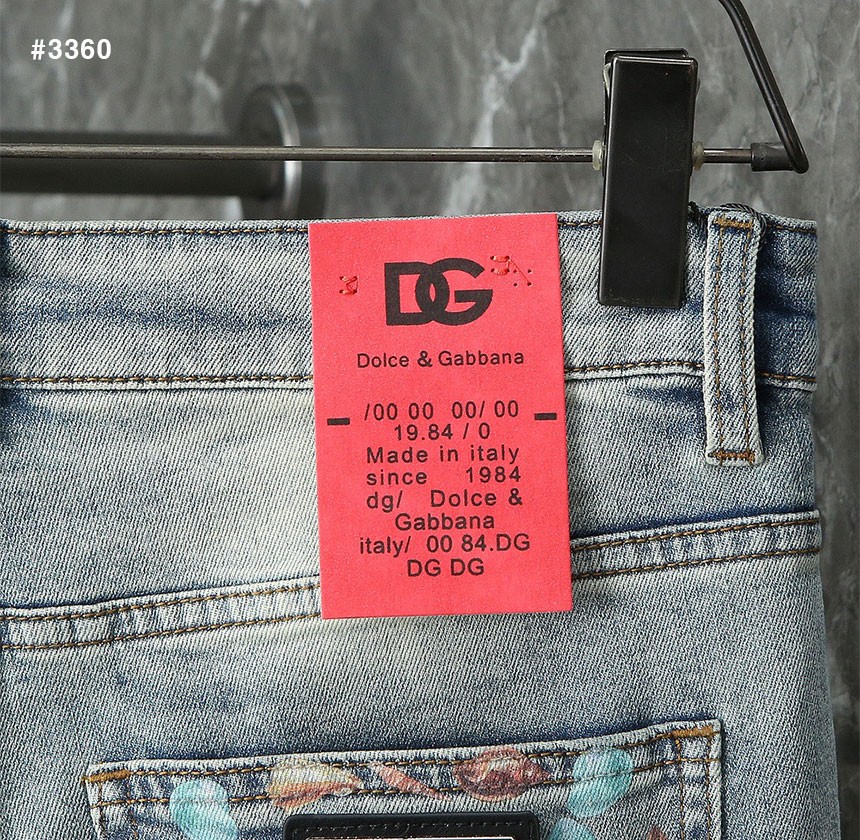 #3360
DG
Dolce & Gabbana
/00 00 00/ 00
19.84 / 0
Made in italy
since 1984
dg/ Dolce &
Gabbana
italy/ 00 84.DG
DG DG